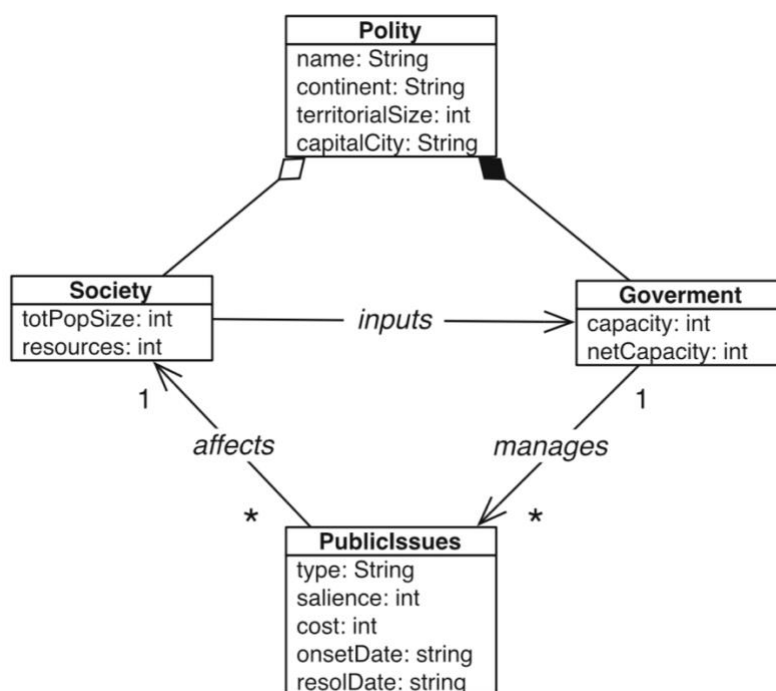 Polity
name: String
continent: String
territorialSize: int
capitalCity: String
Society
totPopSize: int
resources: int
inputs
Goverment
capacity: int
netCapacity: int
1
1
affects
manages
*
*
PublicIssues
type: String
salience: int
cost: int
onsetDate: string
resolDate: string